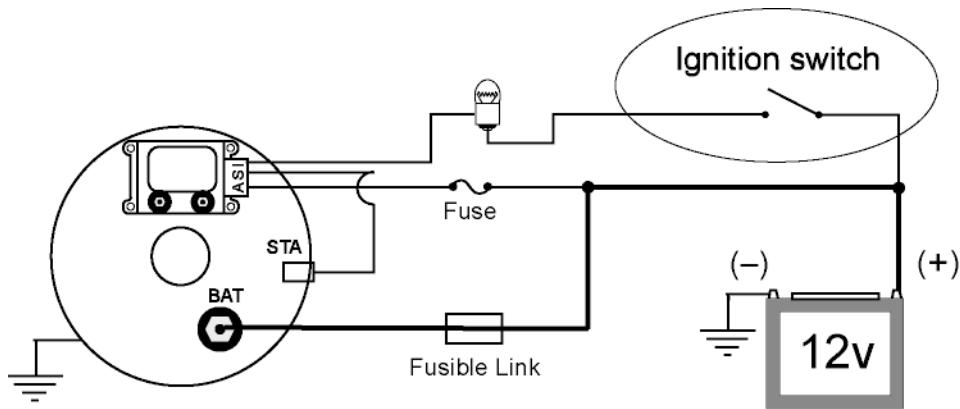 Ignition switch
ASI
Fuse
STA
BAT
(–)
(+)
Fusible Link
12v